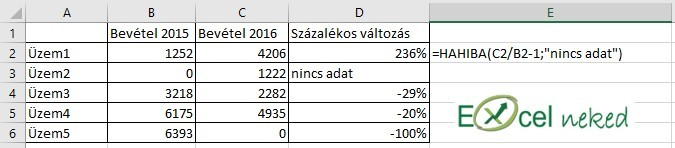 A B C D E
1 Bevétel 2015 Bevétel 2016 Százalékos változás
2 Üzem1 1252 4206 236% =HAHIBA(C2/B2-1;"nincs adat")
3 Üzem2 0 1222 nincs adat
4 Üzem3 3218 2282 -29%
5 Üzem4 6175 4935 -20%
6 Üzem5 6393 0 -100%
Excel neked